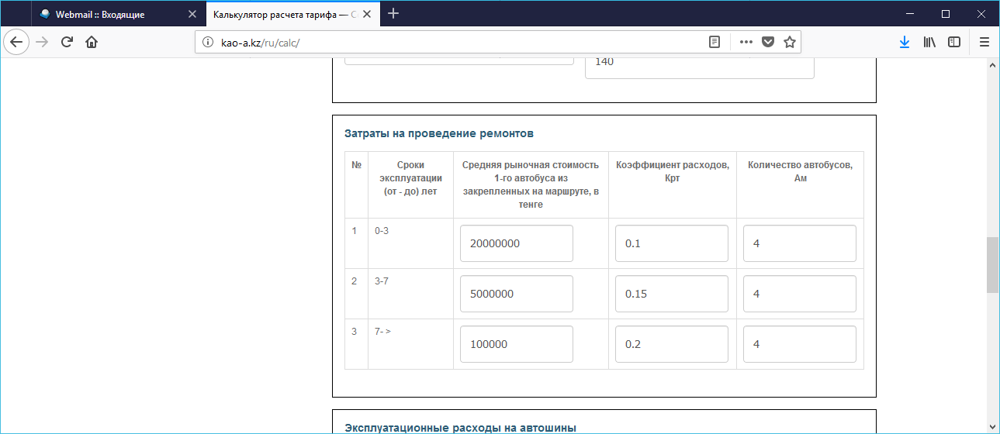 Webmail :: Входящие
Калькулятор расчета тарифа — С
kao-a.kz/ru/calc/
140
Затраты на проведение ремонтов
№
Сроки
эксплуатации
(от - до) лет
Средняя рыночная стоимость
1-го автобуса из
закрепленных на маршруте, в
тенге
Коэффициент расходов,
Крт
Количество автобусов,
Ам
1 0-3 20000000 0.1 4
2 3-7 5000000 0.15 4
3 7- > 100000 0.2 4
Эксплуатационные расходы на автошины